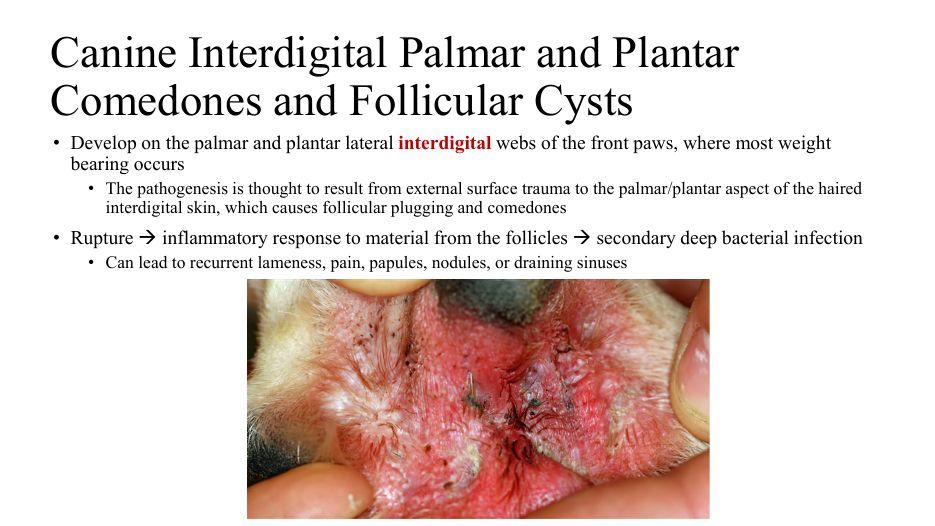 Canine Interdigital Palmar and Plantar
Comedones and Follicular Cysts
• Develop on the palmar and plantar lateral interdigital webs of the front paws, where most weight
bearing occurs
• The pathogenesis is thought to result from external surface trauma to the palmar/plantar aspect of the haired
interdigital skin, which causes follicular plugging and comedones
• Rupture → inflammatory response to material from the follicles → secondary deep bacterial infection
• Can lead to recurrent lameness, pain, papules, nodules, or draining sinuses